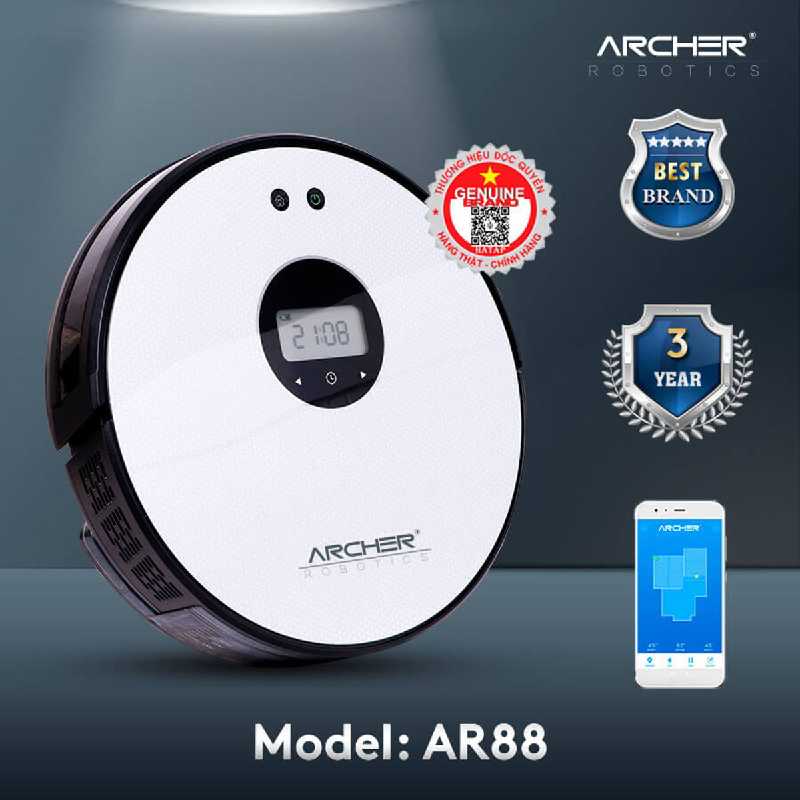 ARCHER®
ROBOTICS
BEST
BRAND
THƯƠNG HIỆU ĐỘC QUYỀN
GENUINE
BRAND
HATAP
HÀNG THẬT - CHÍNH HÃNG
21:08
3
YEAR
ARCHER®
ROBOTICS
ARCHER
Model: AR88